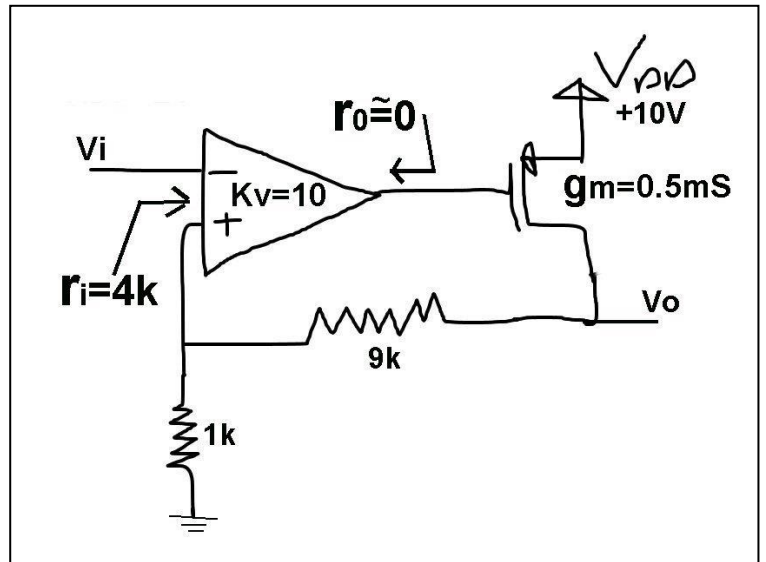 VDD
+10V
r0≅0
Vi
−
Kv=10
+
gm=0.5mS
ri=4k
Vo
9k
1k